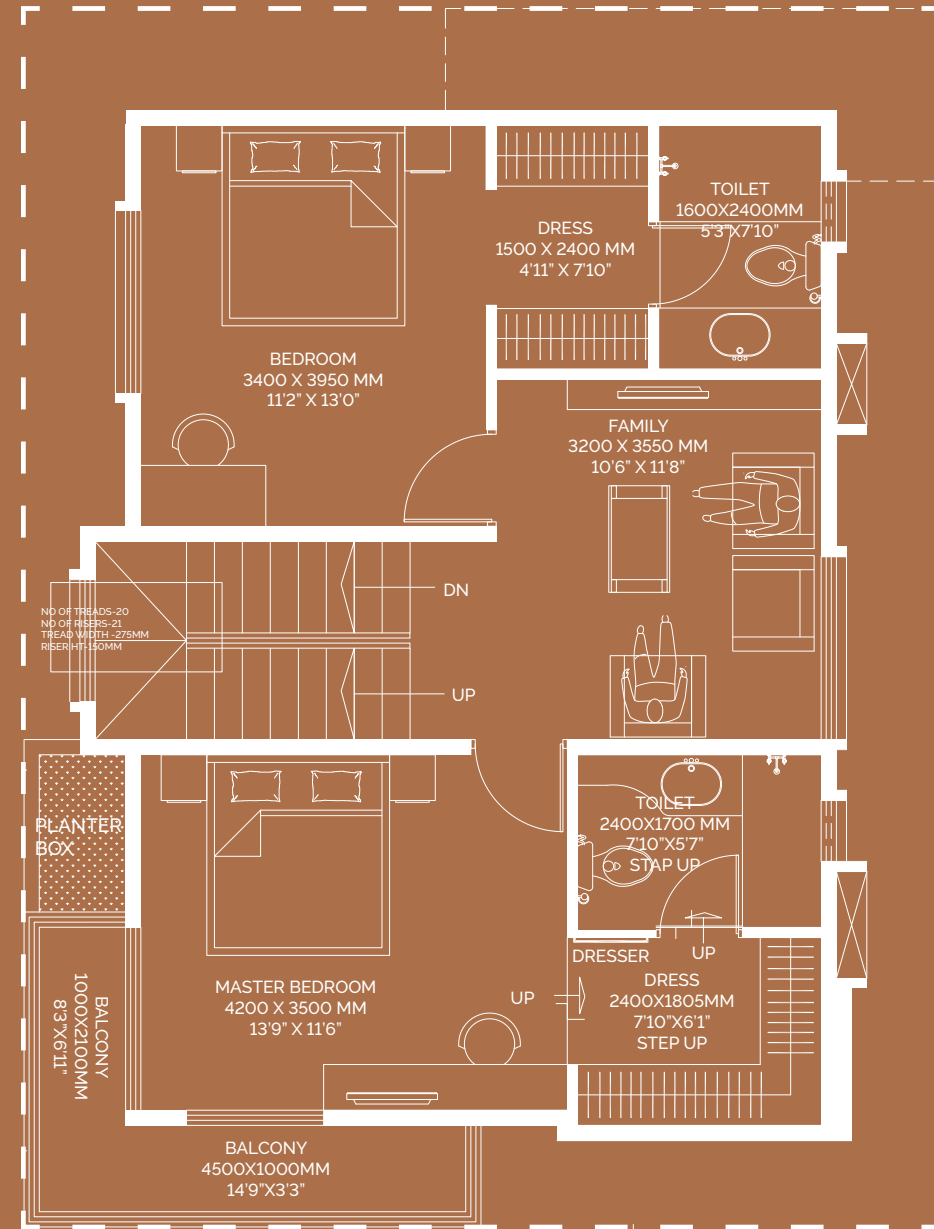 TOILET
1600X2400MM
5'3"X7'10"
DRESS
1500 X 2400 MM
4'11" X 7'10"
BEDROOM
3400 X 3950 MM
11'2" X 13'0"
FAMILY
3200 X 3550 MM
10'6" X 11'8"
DN
NO OF TREADS-20
NO OF RISERS-21
TREAD WIDTH -275MM
RISER HT-150MM
UP
PLANTER
BOX
TOILET
2400X1700 MM
7'10"X5'7"
STAP UP
DRESSER
UP
DRESS
2400X1805MM
7'10"X6'1"
STEP UP
UP
MASTER BEDROOM
4200 X 3500 MM
13'9" X 11'6"
BALCONY
1000X2100MM
8'3"X6'11"
BALCONY
4500X1000MM
14'9"X3'3"